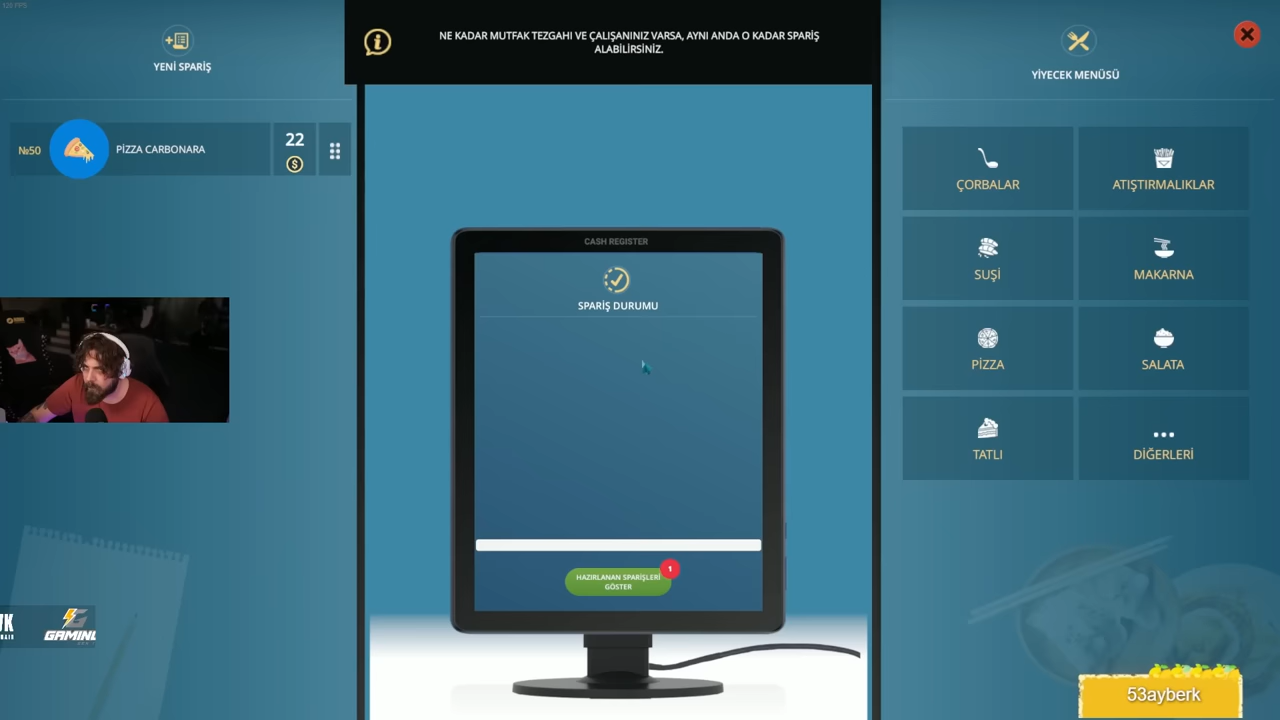 120 FPS
YENİ SPARİŞ
NE KADAR MUTFAK TEZGAHI VE ÇALIŞANINIZ VARSA, AYNI ANDA O KADAR SPARİŞ
ALABİLİRSİNİZ.
YİYECEK MENÜSÜ
№50
PİZZA CARBONARA
22
ÇORBALAR
ATIŞTIRMALIKLAR
SUŞİ
MAKARNA
PİZZA
SALATA
TATLI
DİĞERLERİ
CASH REGISTER
SPARİŞ DURUMU
HAZIRLANAN SPARİŞLERİ
GÖSTER
1
GAMING
53ayberk